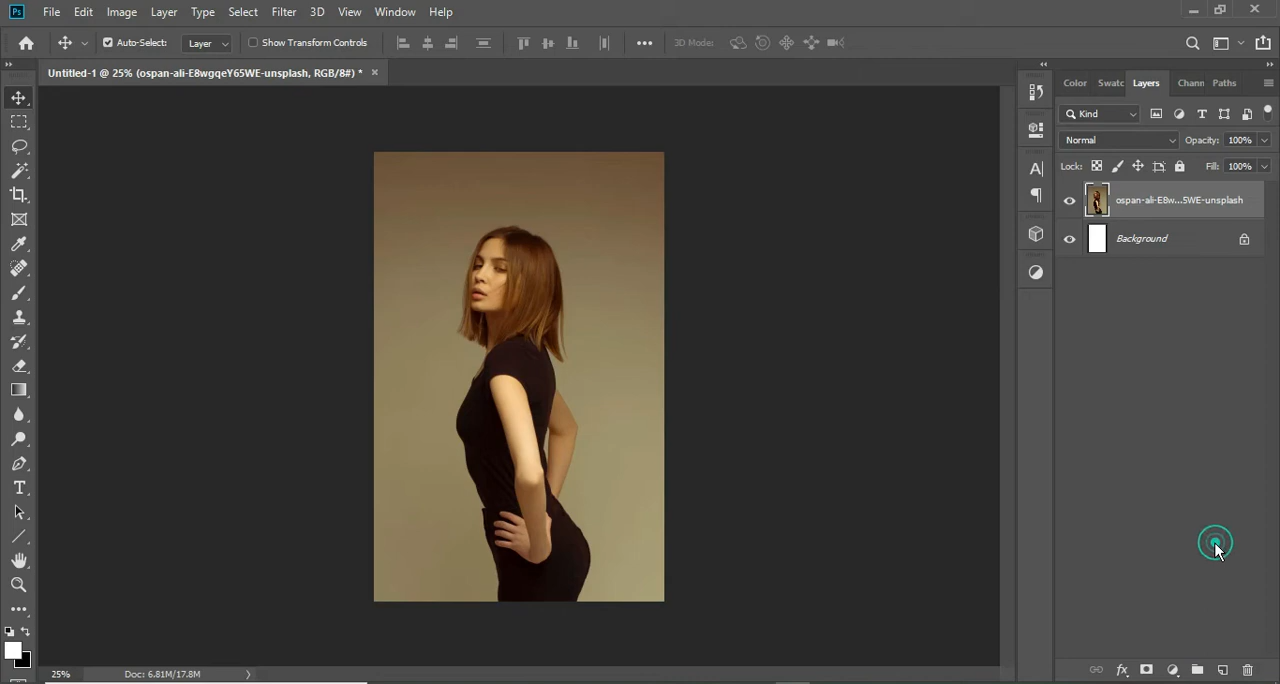 Ps File Edit Image Layer Type Select Filter 3D View Window Help
Auto-Select: Layer Show Transform Controls 3D Mode:
Untitled-1 @ 25% (ospan-ali-E8wgqeY65WE-unsplash, RGB/8#) *
Color Swatc Layers Chann Paths
Kind
Normal Opacity: 100%
Lock: Fill: 100%
ospan-ali-E8w...5WE-unsplash
Background
25% Doc: 6.81M/17.8M